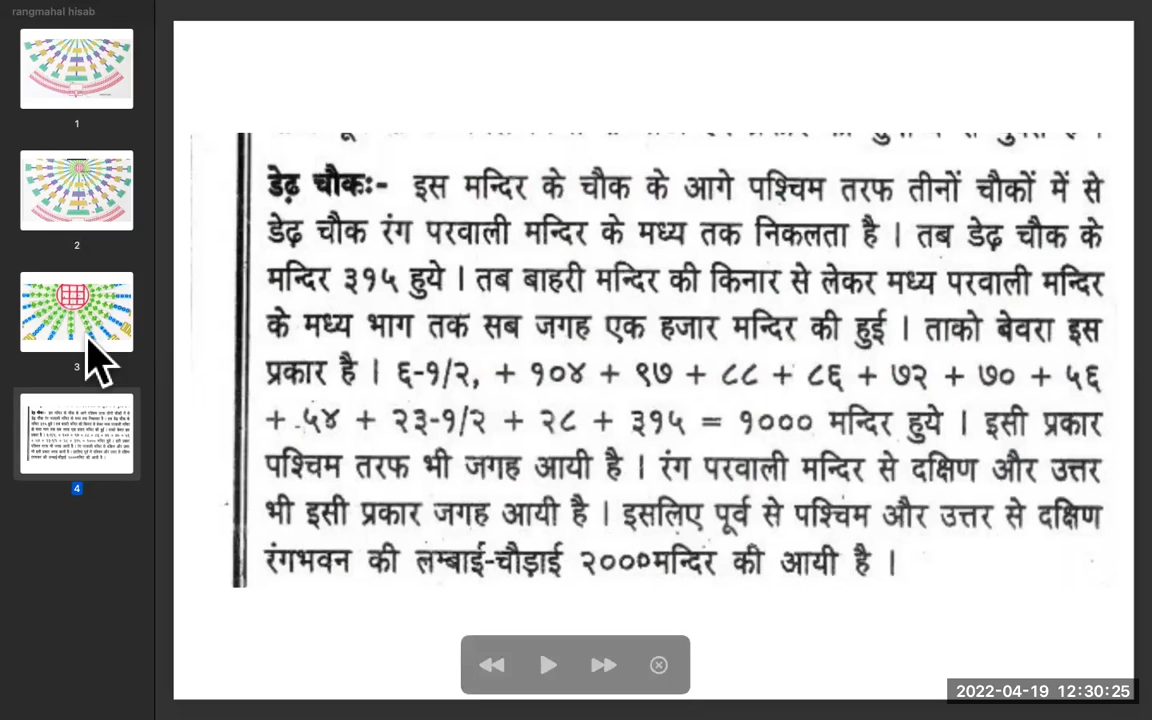 rangmahal hisab
1
2
3
4
डेढ़ चौकः- इस मन्दिर के चौक के आगे पश्चिम तरफ तीनों चौकों में से
डेढ़ चौक रंग परवाली मन्दिर के मध्य तक निकलता है । तब डेढ़ चौक के
मन्दिर ३१५ हुये । तब बाहरी मन्दिर की किनार से लेकर मध्य परवाली मन्दिर
के मध्य भाग तक सब जगह एक हजार मन्दिर की हुई । ताको बेवरा इस
प्रकार है । ६-१/२, + १०४ + ९७ + ८८ + ८६ + ७२ + ७० + ५६
+ ५४ + २३-१/२ + २८ + ३१५ = १००० मन्दिर हुये । इसी प्रकार
पश्चिम तरफ भी जगह आयी है । रंग परवाली मन्दिर से दक्षिण और उत्तर
भी इसी प्रकार जगह आयी है । इसलिए पूर्व से पश्चिम और उत्तर से दक्षिण
रंगभवन की लम्बाई-चौड़ाई २०००मन्दिर की आयी है ।
2022-04-19 12:30:25